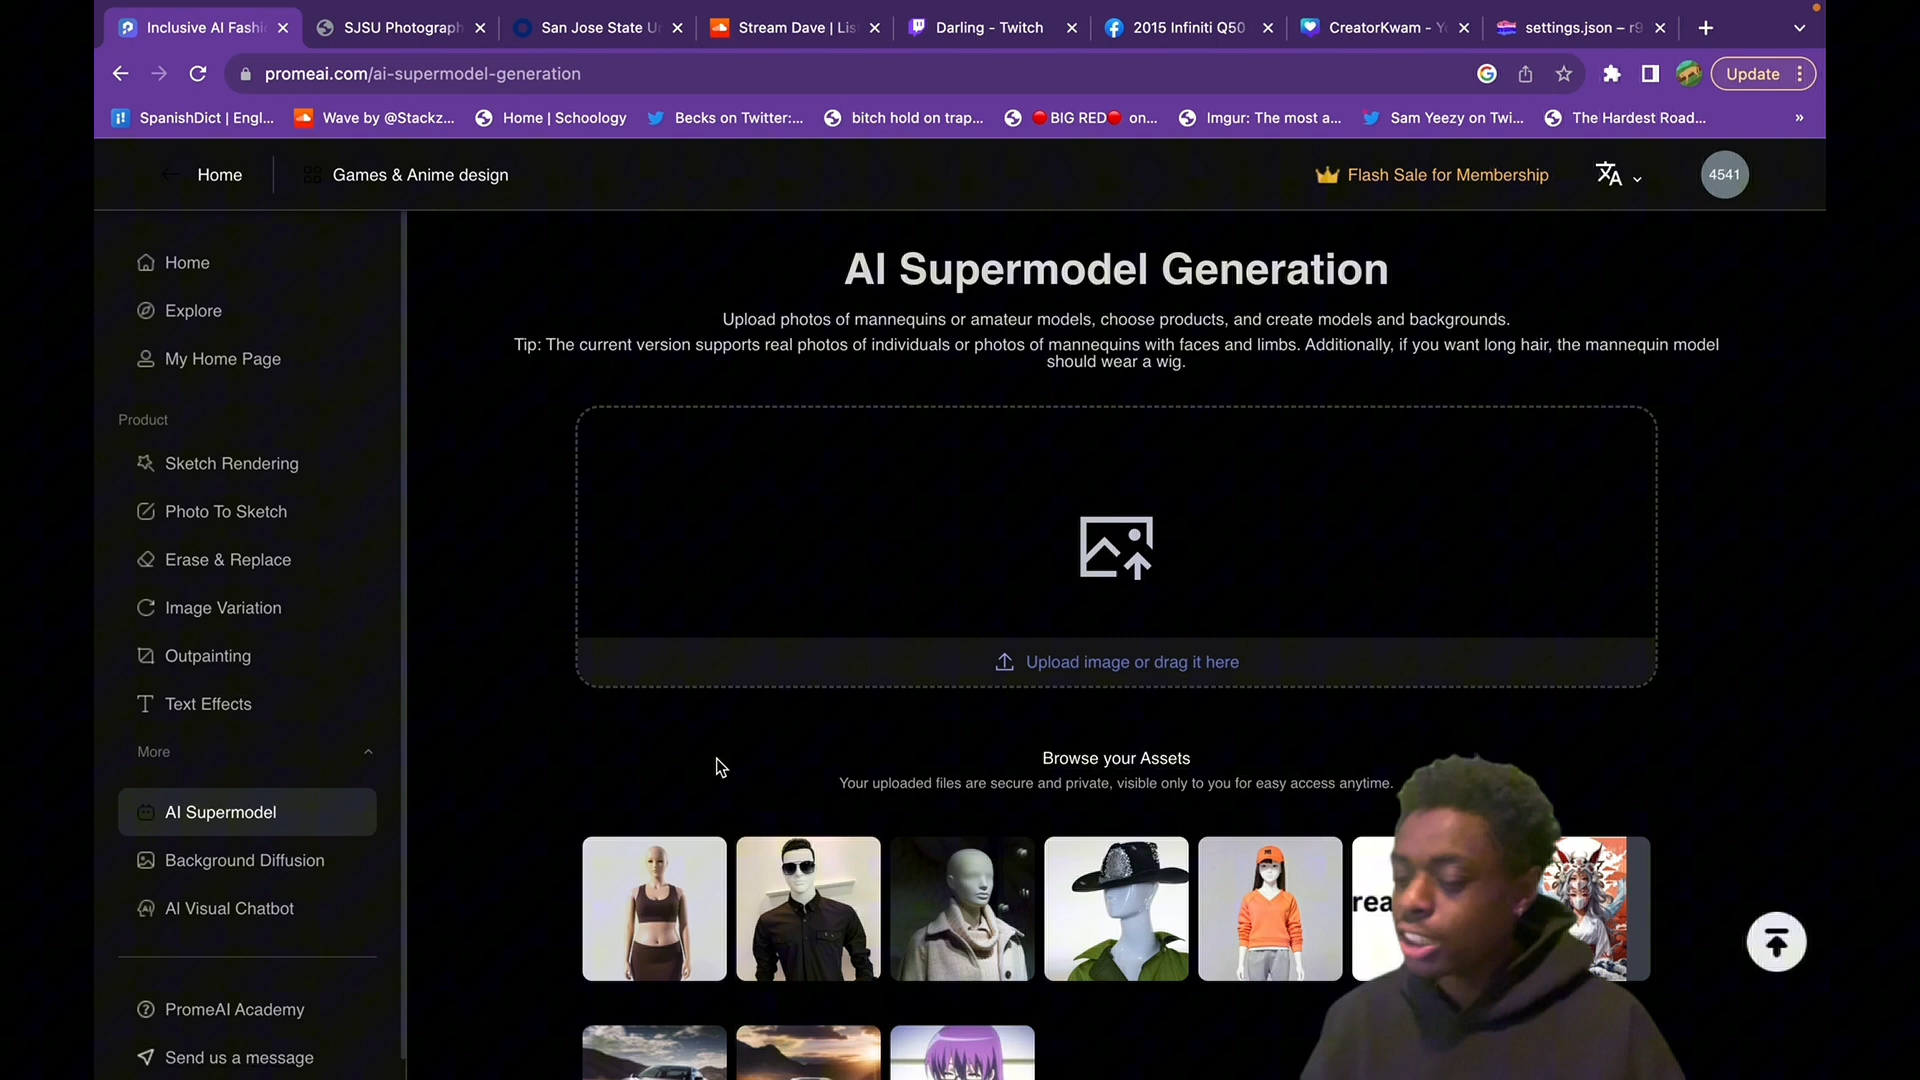 Inclusive AI Fashi
SJSU Photograph
San Jose State U
Stream Dave | Lis
Darling - Twitch
2015 Infiniti Q50
CreatorKwam - Y
settings.json – r9
promeai.com/ai-supermodel-generation
Update
SpanishDict | Engl...
Wave by @Stackz...
Home | Schoology
Becks on Twitter:...
bitch hold on trap...
🔴BIG RED🔴 on...
Imgur: The most a...
Sam Yeezy on Twi...
The Hardest Road...
»
Home
Games & Anime design
Flash Sale for Membership
4541
Home
Explore
My Home Page
Product
Sketch Rendering
Photo To Sketch
Erase & Replace
Image Variation
Outpainting
Text Effects
More
AI Supermodel
Background Diffusion
AI Visual Chatbot
PromeAI Academy
Send us a message
AI Supermodel Generation
Upload photos of mannequins or amateur models, choose products, and create models and backgrounds.
Tip: The current version supports real photos of individuals or photos of mannequins with faces and limbs. Additionally, if you want long hair, the mannequin model
should wear a wig.
Upload image or drag it here
Browse your Assets
Your uploaded files are secure and private, visible only to you for easy access anytime.
rea